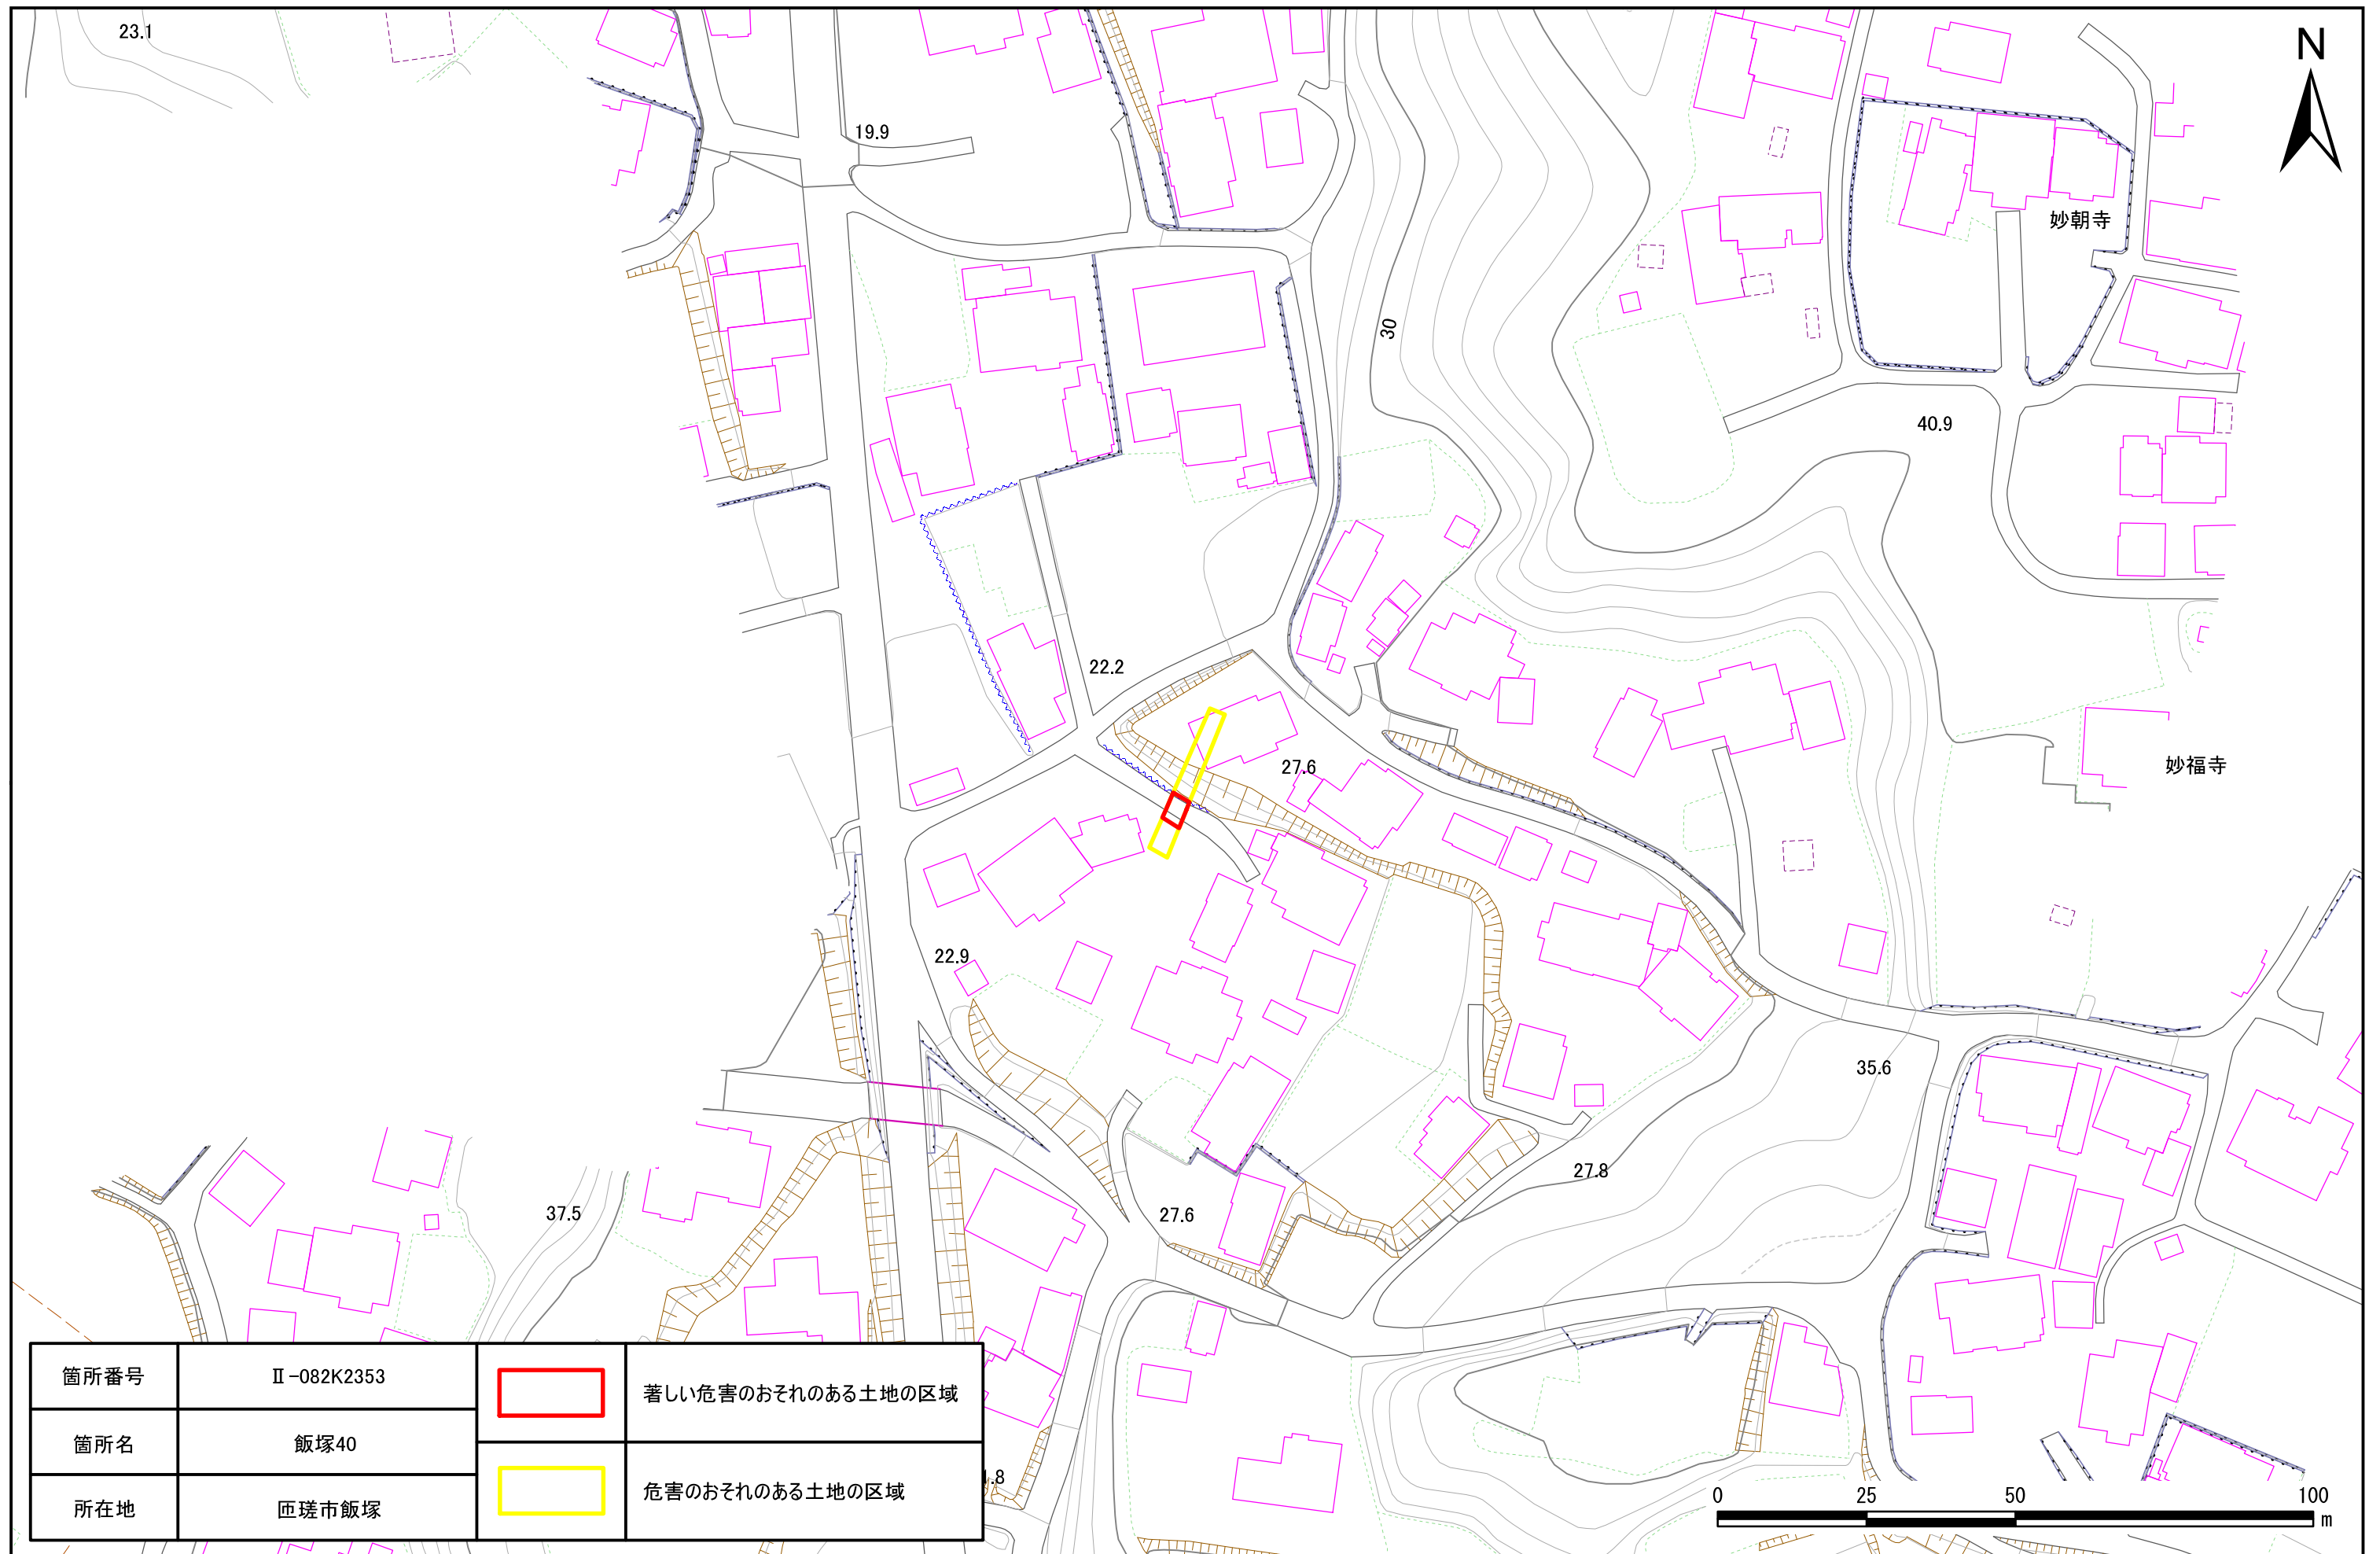 23.1
N
19.9
妙朝寺
30
40.9
22.2
27.6
妙福寺
22.9
35.6
27.8
37.5
27.6
箇所番号 Ⅱ-082K2353
箇所名 飯塚40
所在地 匝瑳市飯塚
著しい危害のおそれのある土地の区域
危害のおそれのある土地の区域
.8
0 25 50 100
m